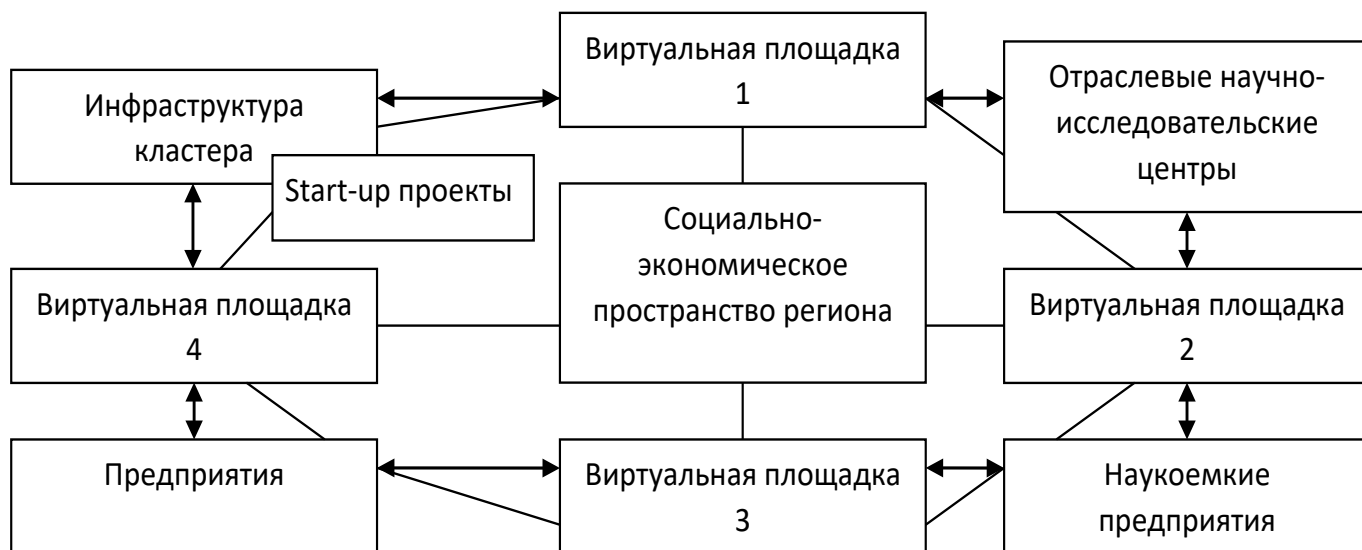 Виртуальная площадка
1
Инфраструктура
кластера
Отраслевые научно-
исследовательские
центры
Start-up проекты
Социально-
экономическое
пространство региона
Виртуальная площадка
4
Виртуальная площадка
2
Предприятия
Виртуальная площадка
3
Наукоемкие
предприятия